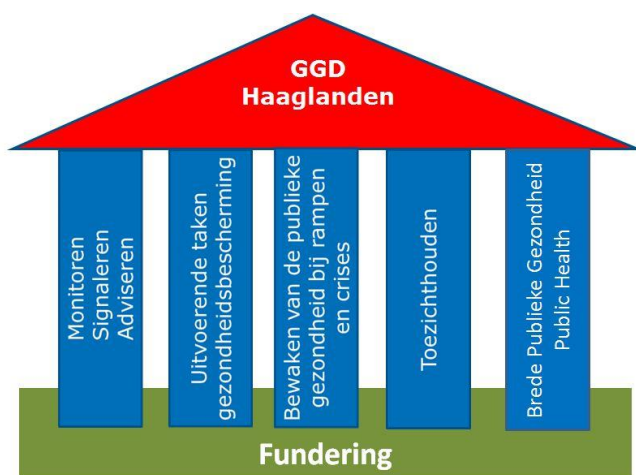 GGD
Haaglanden
Monitoren
Signaleren
Adviseren
Uitvoerende taken
gezondheidsbescherming
Bewaken van de publieke
gezondheid bij rampen
en crises
Toezichthouden
Brede Publieke Gezondheid
Public Health
Fundering